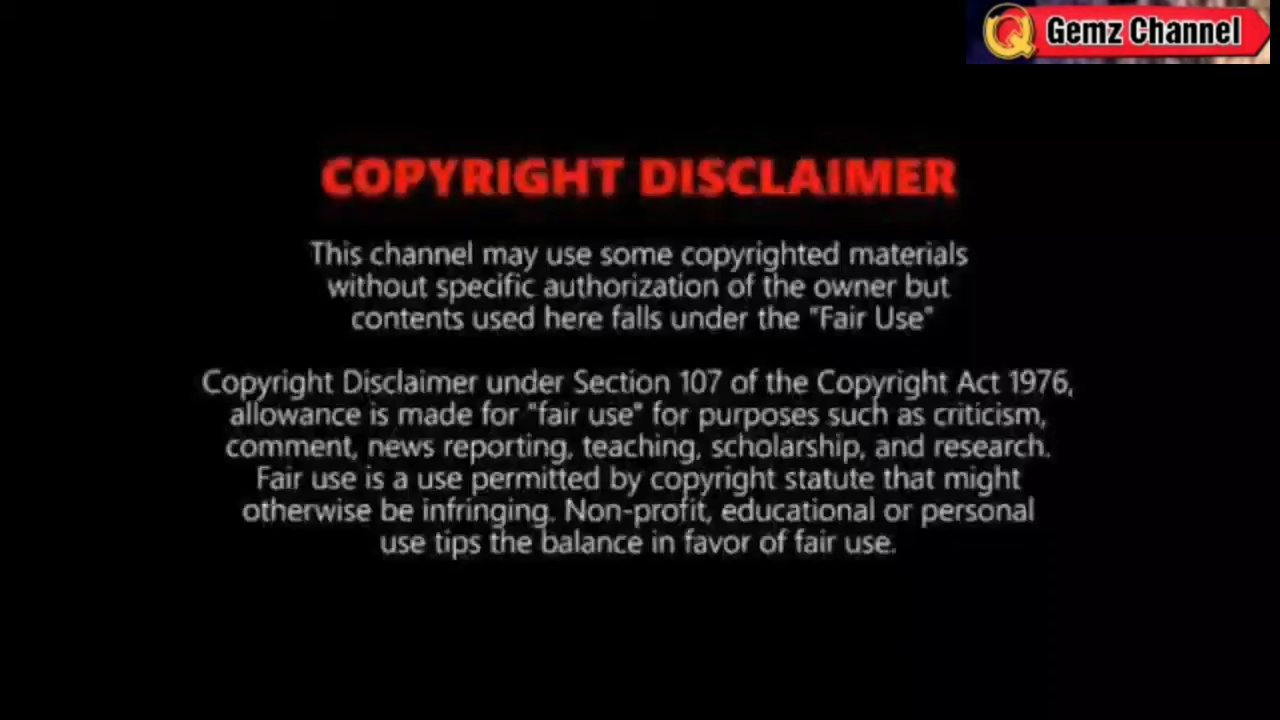 Gemz Channel
COPYRIGHT DISCLAIMER
This channel may use some copyrighted materials
without specific authorization of the owner but
contents used here falls under the "Fair Use"
Copyright Disclaimer under Section 107 of the Copyright Act 1976,
allowance is made for "fair use" for purposes such as criticism,
comment, news reporting, teaching, scholarship, and research.
Fair use is a use permitted by copyright statute that might
otherwise be infringing. Non-profit, educational or personal
use tips the balance in favor of fair use.